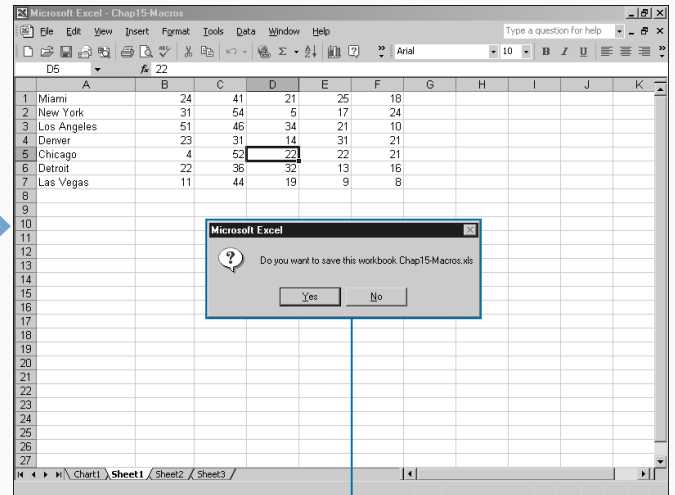 Microsoft Excel - Chap15-Macros
File Edit View Insert Format Tools Data Window Help Type a question for help
Arial 10 B I U
D5 fx 22
A B C D E F G H I J K
1 Miami 24 41 21 25 18
2 New York 31 54 5 17 24
3 Los Angeles 51 46 34 21 10
4 Denver 23 31 14 31 21
5 Chicago 4 52 22 22 21
6 Detroit 22 36 32 13 16
7 Las Vegas 11 44 19 9 8
8
9
10
11
12
13
14
15
16
17
18
19
20
21
22
23
24
25
26
27
Microsoft Excel
Do you want to save this workbook Chap15-Macros.xls
Yes No
Chart1 Sheet1 Sheet2 Sheet3